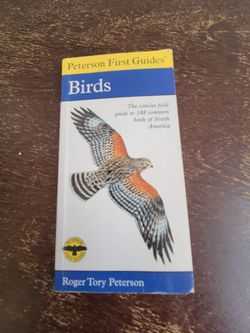 Peterson First Guides®
Birds
The concise field
guide to 188 common
birds of North
America
Roger Tory Peterson